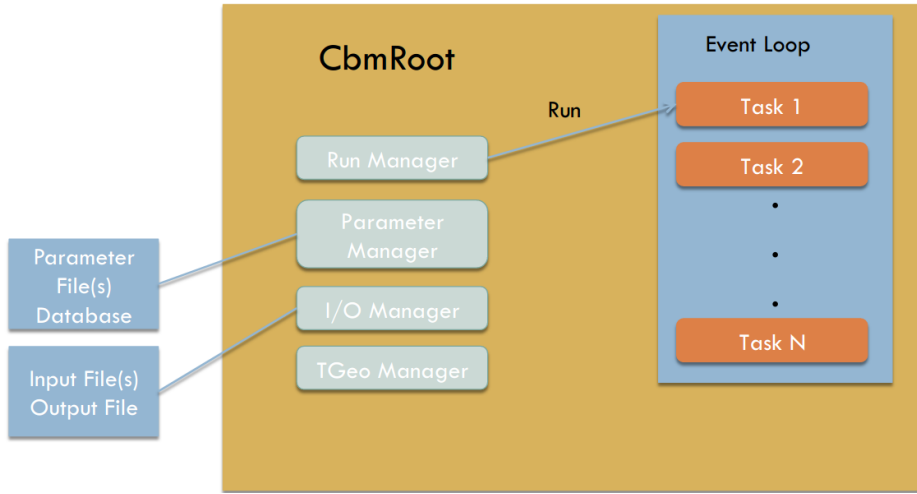 CbmRoot
Run Manager
Parameter
Manager
I/O Manager
TGeo Manager
Parameter
File(s)
Database
Input File(s)
Output File
Run
Event Loop
Task 1
Task 2
Task N